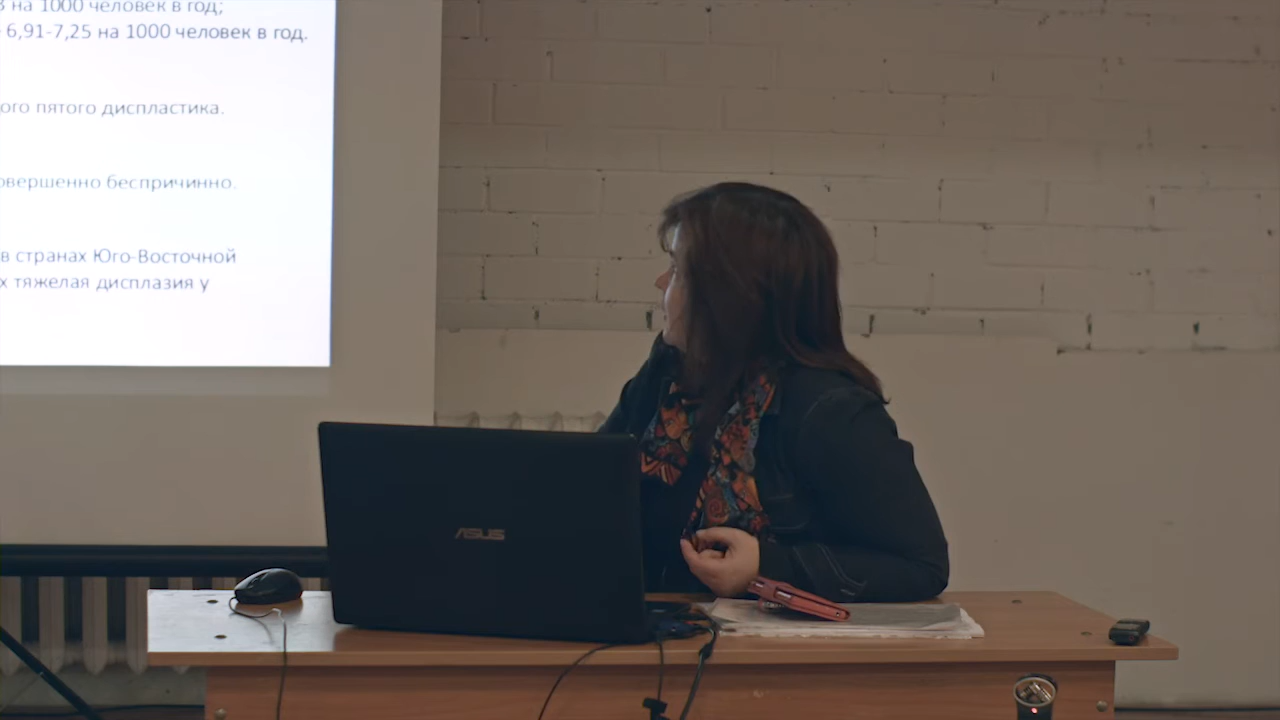 на 1000 человек в год;
6,91-7,25 на 1000 человек в год.
ого пятого диспластика.
овершенно беспричинно.
в странах Юго-Восточной
х тяжелая дисплазия у
ASUS